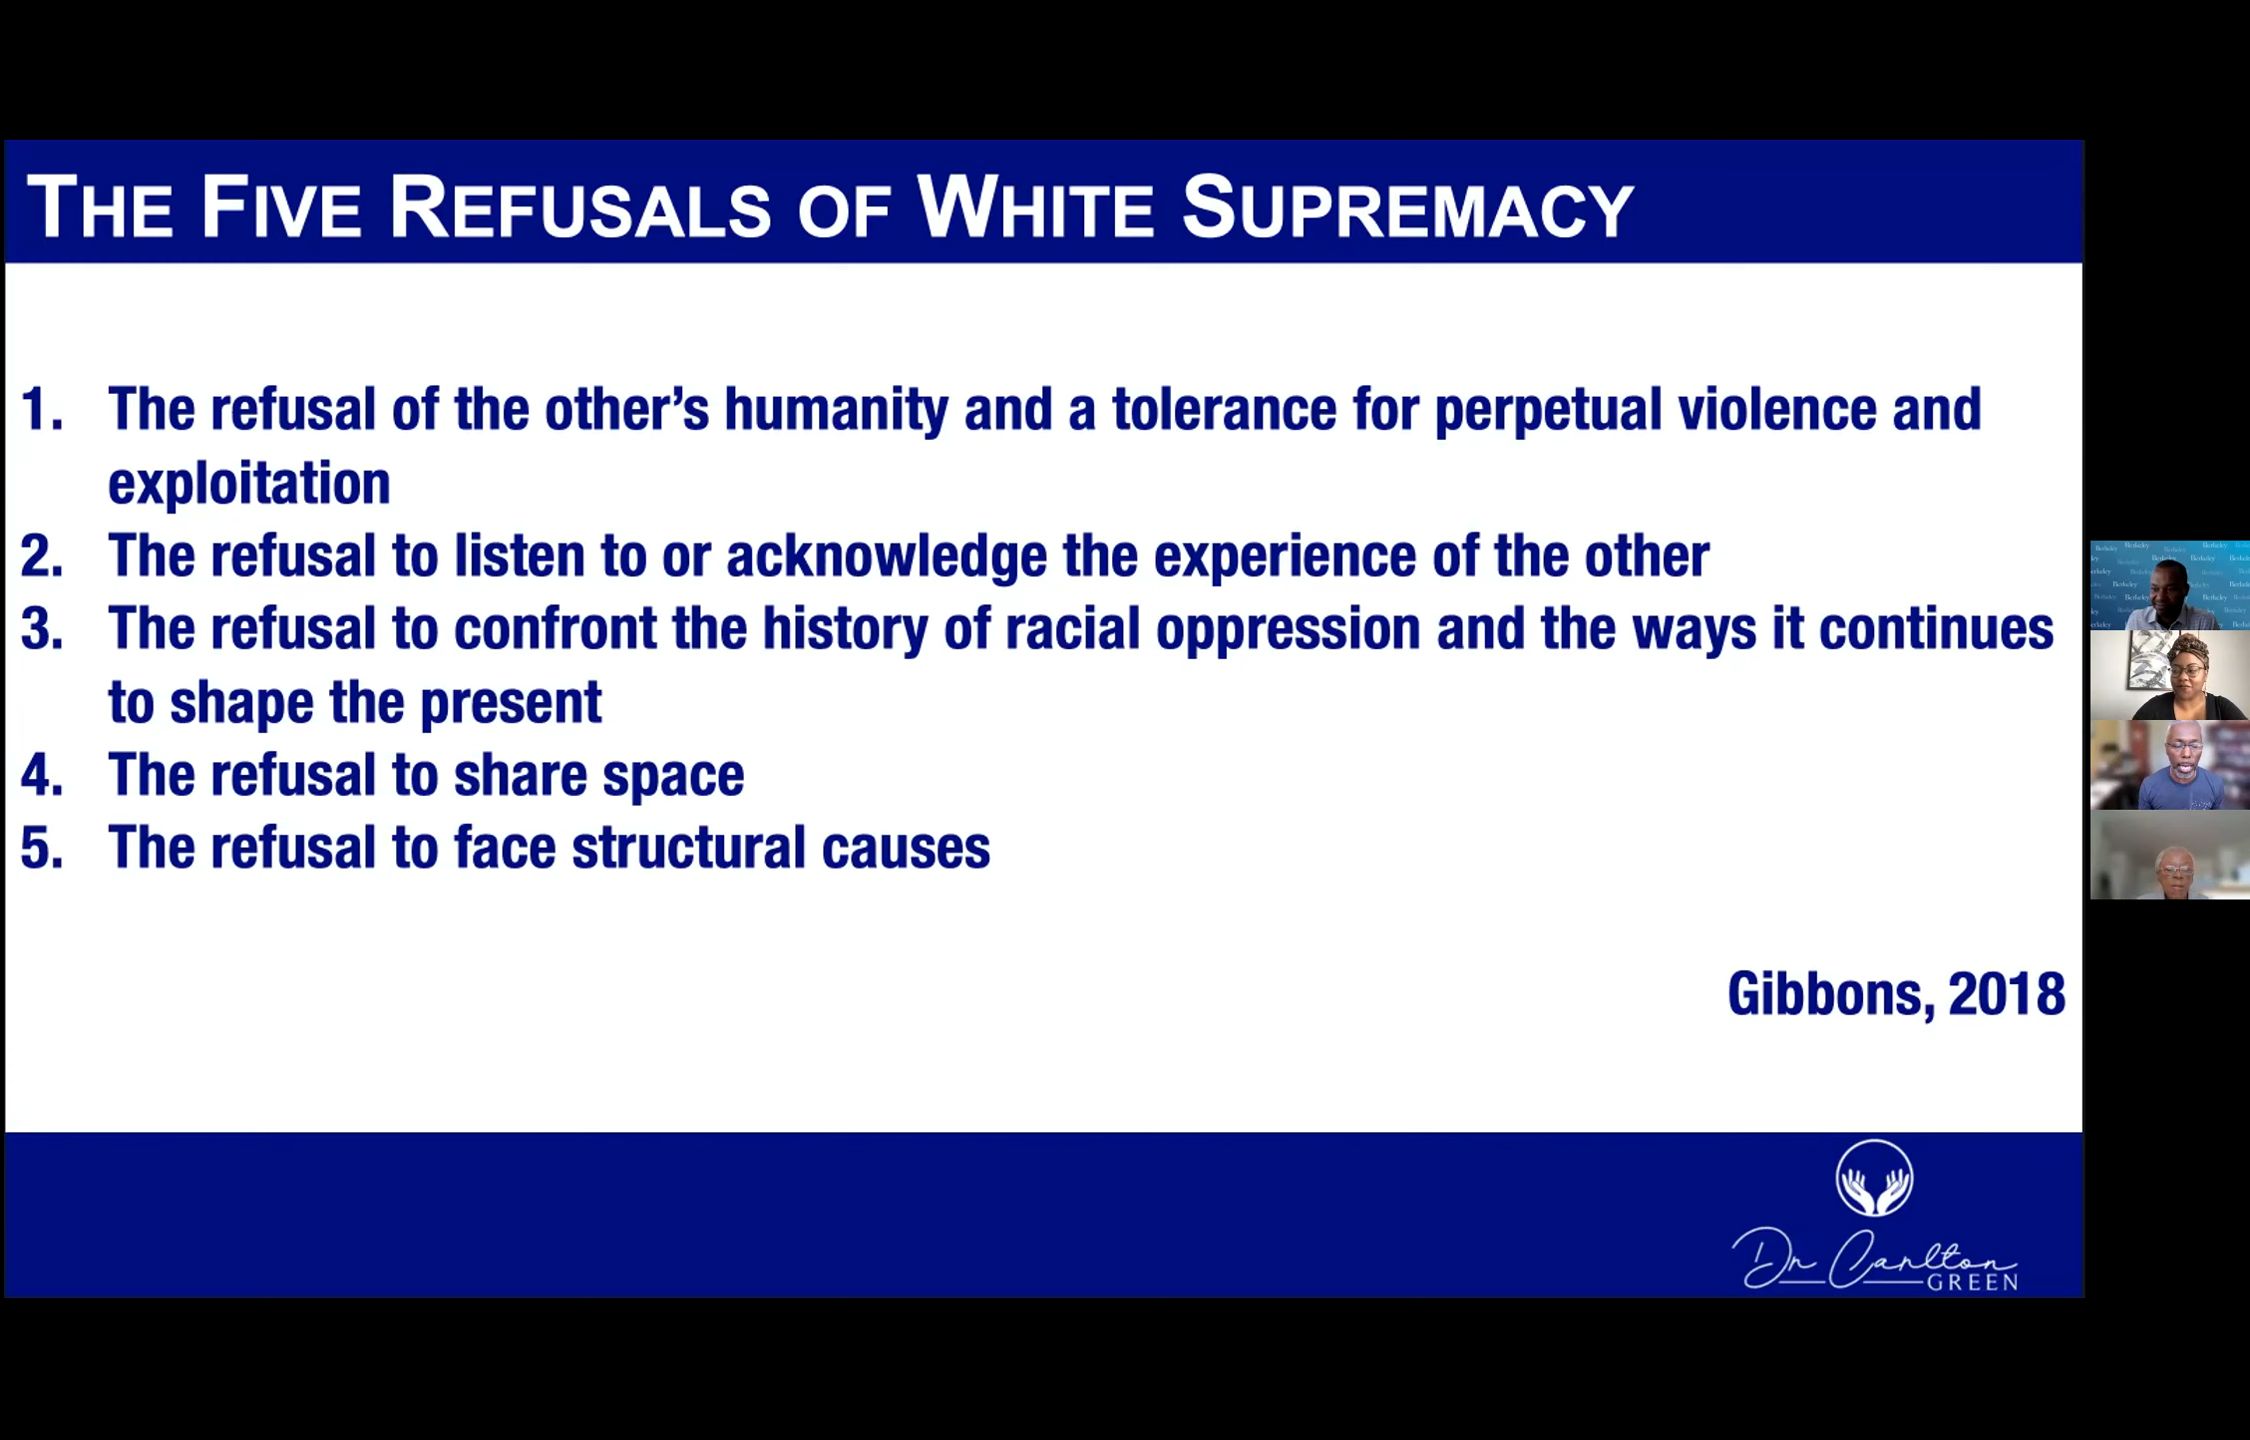 THE FIVE REFUSALS OF WHITE SUPREMACY
1. The refusal of the other’s humanity and a tolerance for perpetual violence and
exploitation
2. The refusal to listen to or acknowledge the experience of the other
3. The refusal to confront the history of racial oppression and the ways it continues
to shape the present
4. The refusal to share space
5. The refusal to face structural causes
Gibbons, 2018
Dr Carlton
GREEN
Berkeley